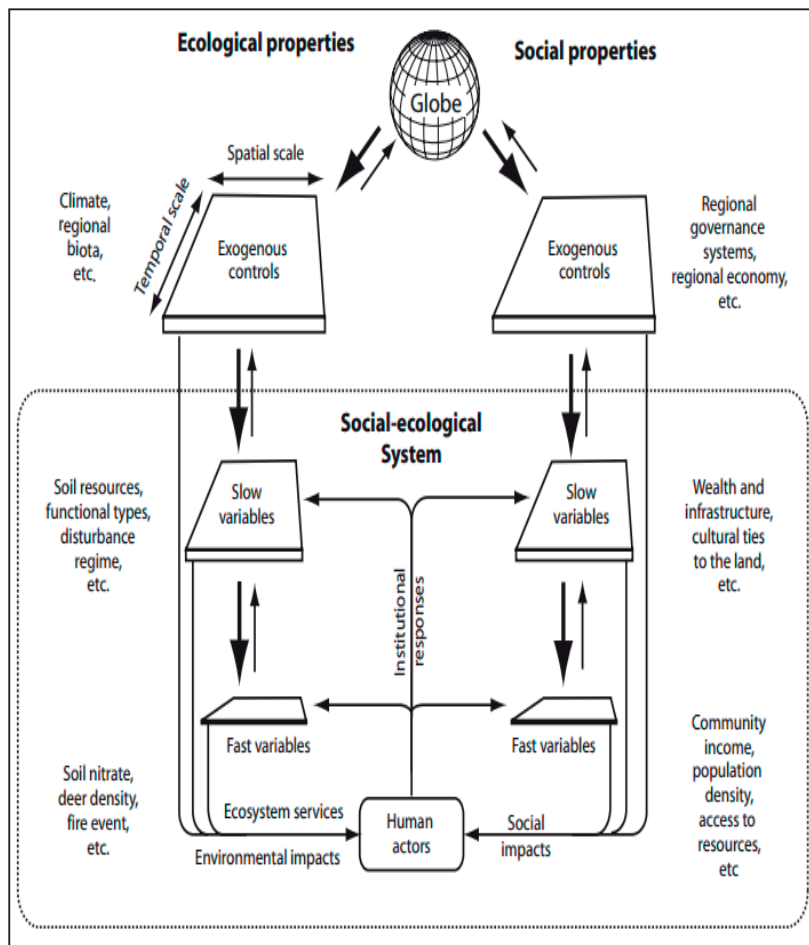 Ecological properties
Social properties
Globe
Spatial scale
Temporal scale
Climate,
regional
biota,
etc.
Exogenous
controls
Exogenous
controls
Regional
governance
systems,
regional economy,
etc.
Social-ecological
System
Soil resources,
functional types,
disturbance
regime,
etc.
Slow
variables
Slow
variables
Wealth and
infrastructure,
cultural ties
to the land,
etc.
Institutional
responses
Fast variables
Fast variables
Soil nitrate,
deer density,
fire event,
etc.
Ecosystem services
Environmental impacts
Human
actors
Social
impacts
Community
income,
population
density,
access to
resources,
etc